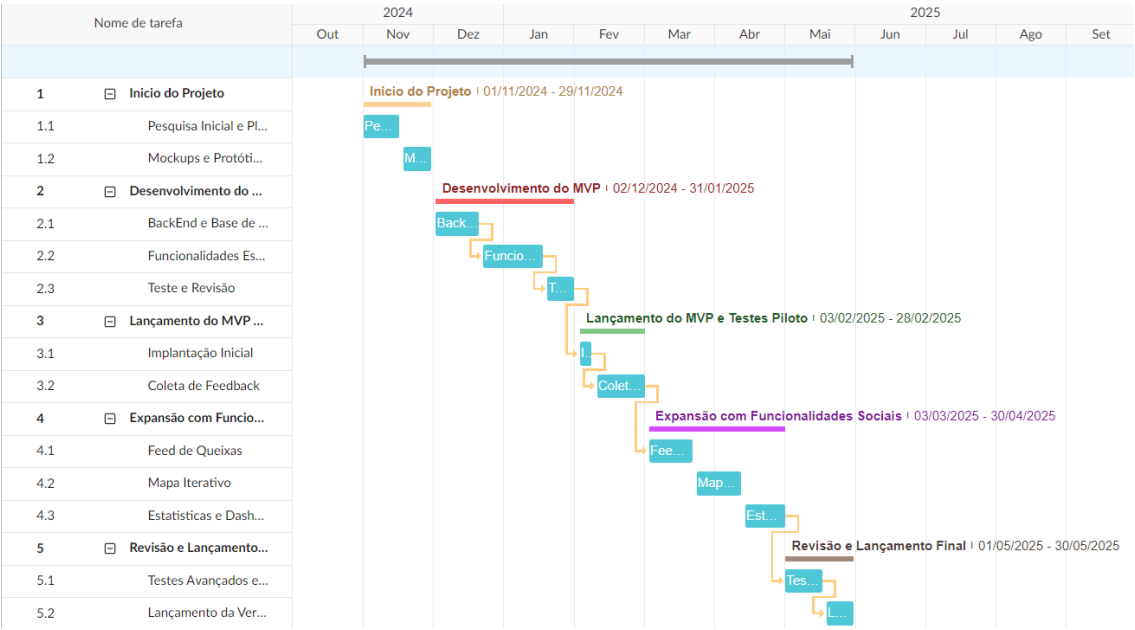 Nome de tarefa
2024 2025
Out Nov Dez Jan Fev Mar Abr Mai Jun Jul Ago Set
1 Inicio do Projeto Inicio do Projeto 01/11/2024 - 29/11/2024
1.1 Pesquisa Inicial e Pl... Pe...
1.2 Mockups e Protóti... M...
2 Desenvolvimento do ... Desenvolvimento do MVP 02/12/2024 - 31/01/2025
2.1 BackEnd e Base de ... Back...
2.2 Funcionalidades Es... Funcio...
2.3 Teste e Revisão T...
3 Lançamento do MVP ... Lançamento do MVP e Testes Piloto 03/02/2025 - 28/02/2025
3.1 Implantação Inicial I.
3.2 Coleta de Feedback Colet...
4 Expansão com Funcio... Expansão com Funcionalidades Sociais 03/03/2025 - 30/04/2025
4.1 Feed de Queixas Fee...
4.2 Mapa Iterativo Map...
4.3 Estatisticas e Dash... Est...
5 Revisão e Lançamento... Revisão e Lançamento Final 01/05/2025 - 30/05/2025
5.1 Testes Avançados e... Tes...
5.2 Lançamento da Ver... L...